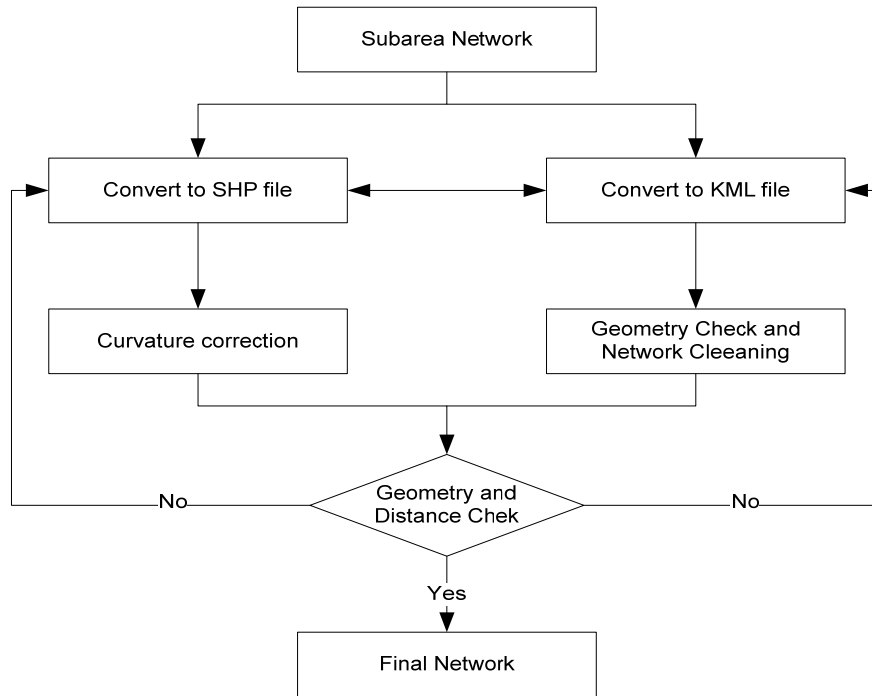 Subarea Network
Convert to SHP file
Convert to KML file
Curvature correction
Geometry Check and
Network Cleeaning
Geometry and
Distance Chek
No
No
Yes
Final Network